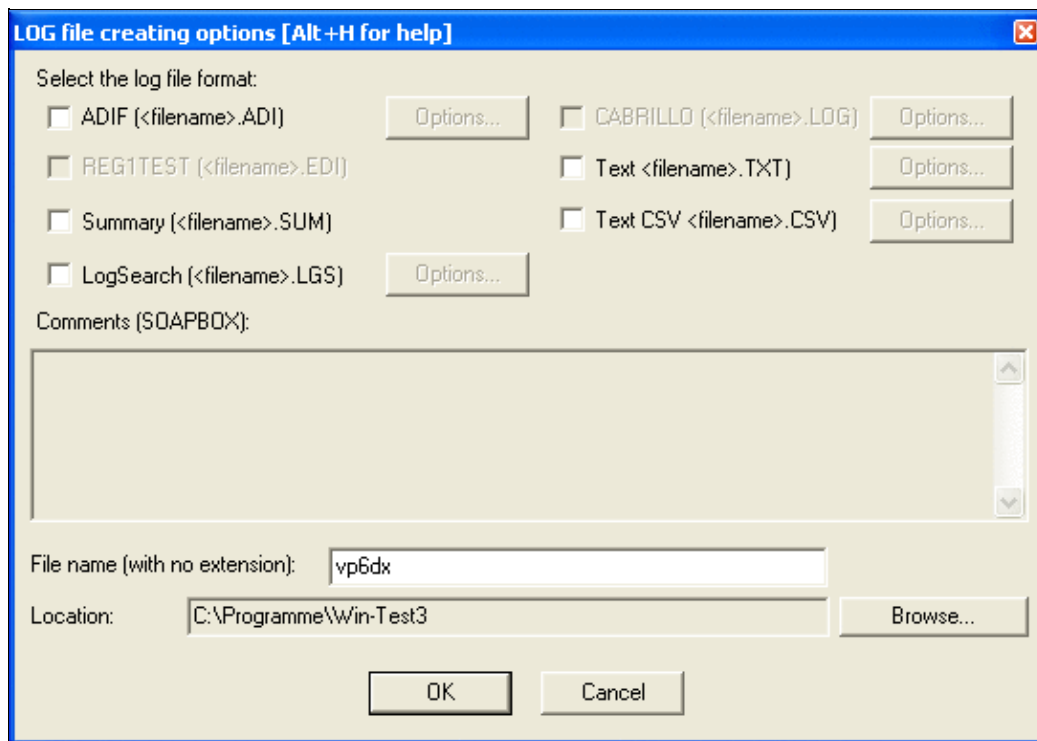 LOG file creating options [Alt+H for help]
Select the log file format:
ADIF (<filename>.ADI) Options... CABRILLO (<filename>.LOG) Options...
REG1TEST (<filename>.EDI) Text <filename>.TXT) Options...
Summary (<filename>.SUM) Text CSV <filename>.CSV) Options...
LogSearch (<filename>.LGS) Options...
Comments (SOAPBOX):
File name (with no extension): vp6dx
Location: C:\Programme\Win-Test3 Browse...
OK Cancel